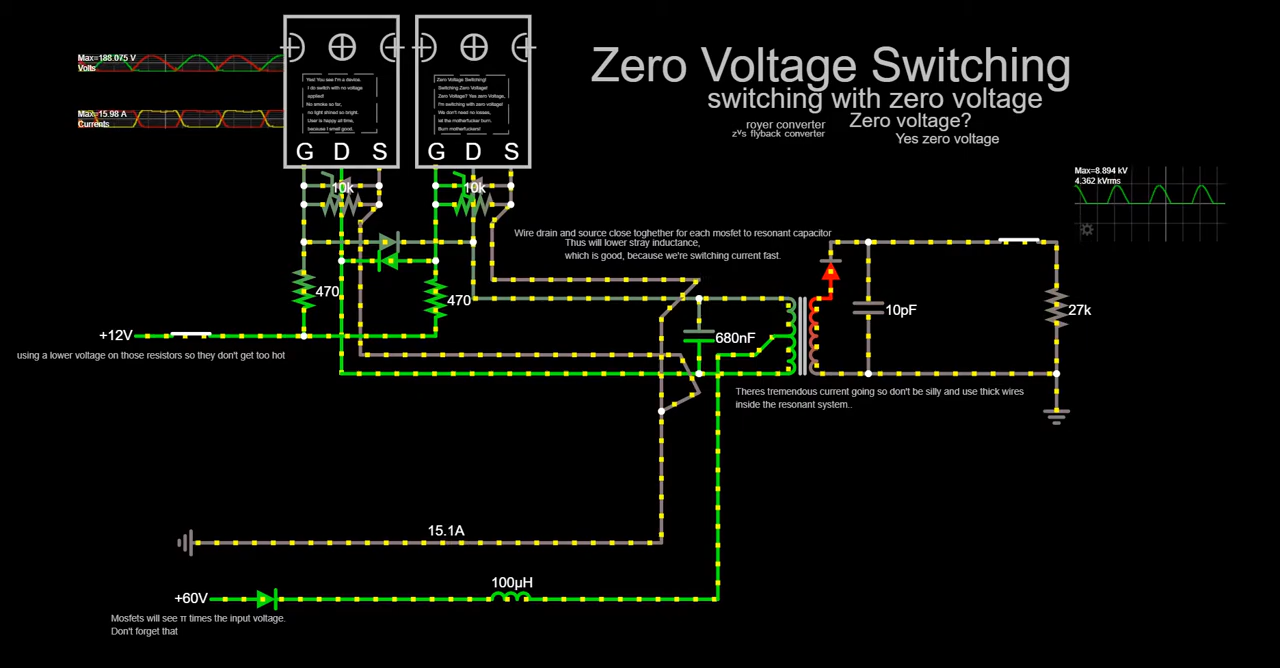 Max=188.075 V
Volts
Max=15.98 A
Currents
Yes! You see I'm a device.
I do switch with no voltage
applied!
No smoke so far,
no light shined so bright.
User is happy all time,
because I smell good.
G D S
Zero Voltage Switching!
Switching Zero Voltage!
Zero Voltage? Yes zero Voltage,
I'm switching with zero voltage!
We don't need no losses,
let the motherfucker burn.
Burn motherfuckers!
G D S
Zero Voltage Switching
switching with zero voltage
royer converter
zᵛs flyback converter
Zero voltage?
Yes zero voltage
Max=8.894 kV
4.362 kVrms
10k
10k
Wire drain and source close toghether for each mosfet to resonant capacitor
Thus will lower stray inductance,
which is good, because we're switching current fast.
470
470
+12V
using a lower voltage on those resistors so they don't get too hot
680nF
10pF
27k
Theres tremendous current going so don't be silly and use thick wires
inside the resonant system..
15.1A
100μH
+60V
Mosfets will see π times the input voltage.
Don't forget that